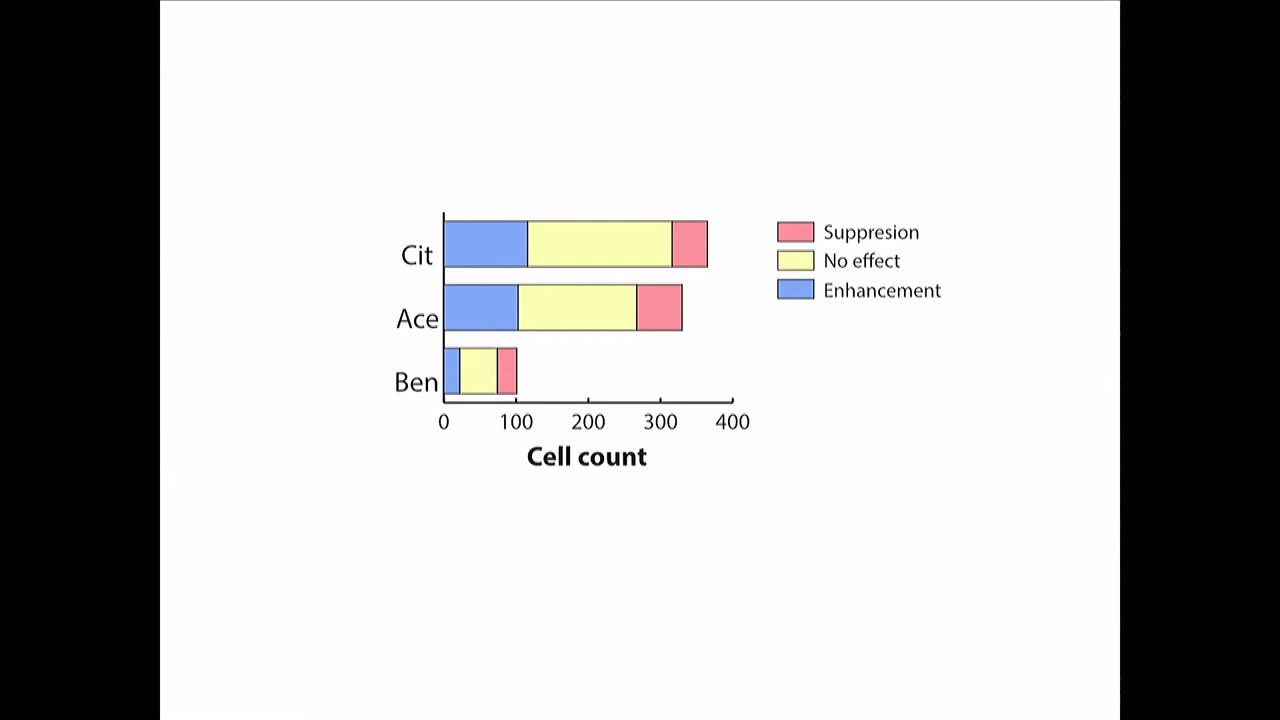 Cit
Ace
Ben
0 100 200 300 400
Cell count
Suppresion
No effect
Enhancement